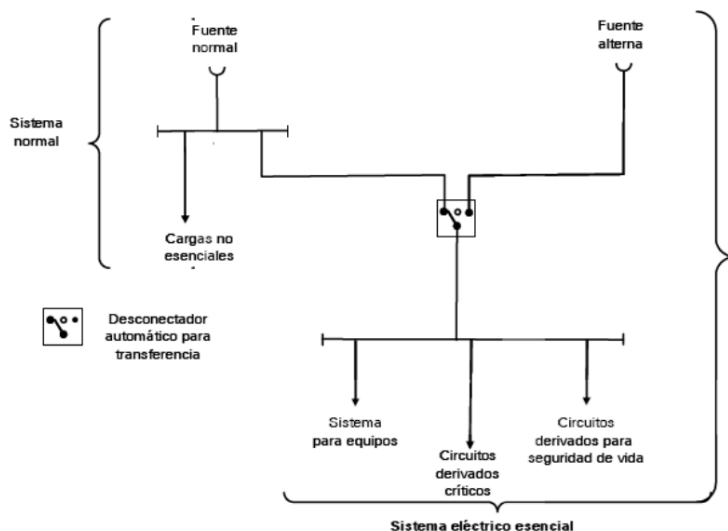 Fuente
normal
Fuente
alterna
Sistema
normal
Cargas no
esenciales
Desconectador
automático para
transferencia
Sistema
para equipos
Circuitos
derivados
críticos
Circuitos
derivados para
seguridad de vida
Sistema eléctrico esencial